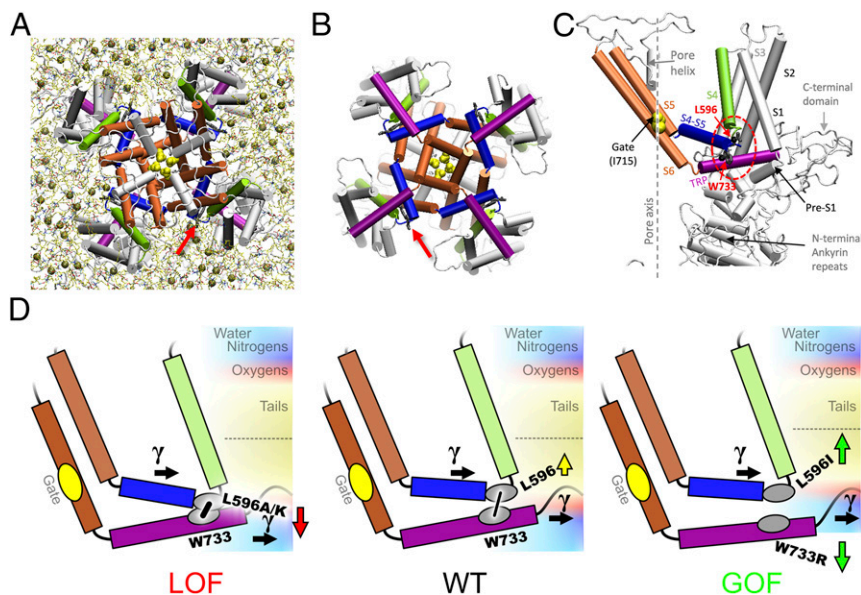 A
B
C
Pore
helix
S3
S2
S4
L596
S5
S1
C-terminal
domain
S4-S5
Gate
(I715)
S6
TRP
W733
Pre-S1
Pore axis
N-terminal
Ankyrin
repeats
D
Water
Nitrogens
Oxygens
Tails
γ
Gate
L596A/K
γ
W733
LOF
Water
Nitrogens
Oxygens
Tails
γ
Gate
L596
γ
W733
WT
Water
Nitrogens
Oxygens
Tails
γ
Gate
L596I
γ
W733R
GOF